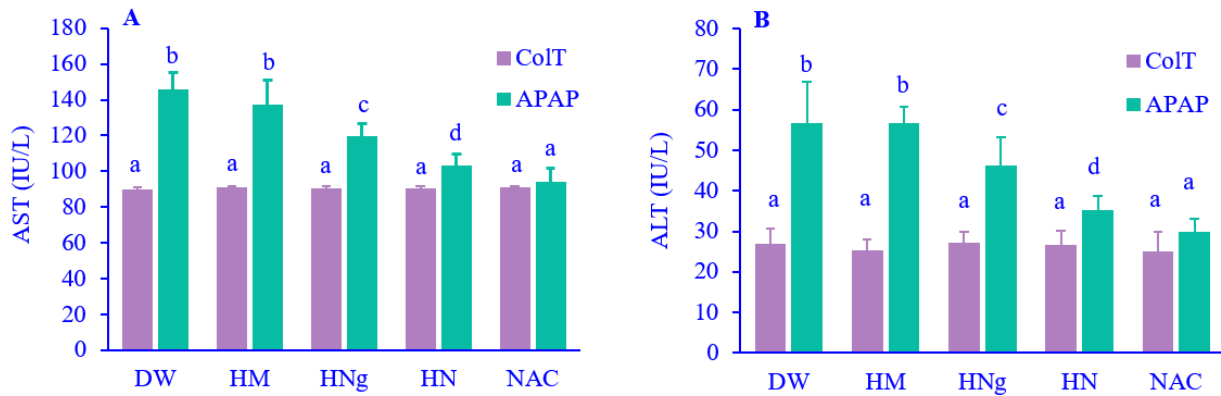 A
AST (IU/L)
180
160
140
120
100
80
60
40
20
0
ColT
APAP
a b a b a c a d a a
DW HM HNg HN NAC
B
ALT (IU/L)
80
70
60
50
40
30
20
10
0
ColT
APAP
a b a b a c a d a a
DW HM HNg HN NAC